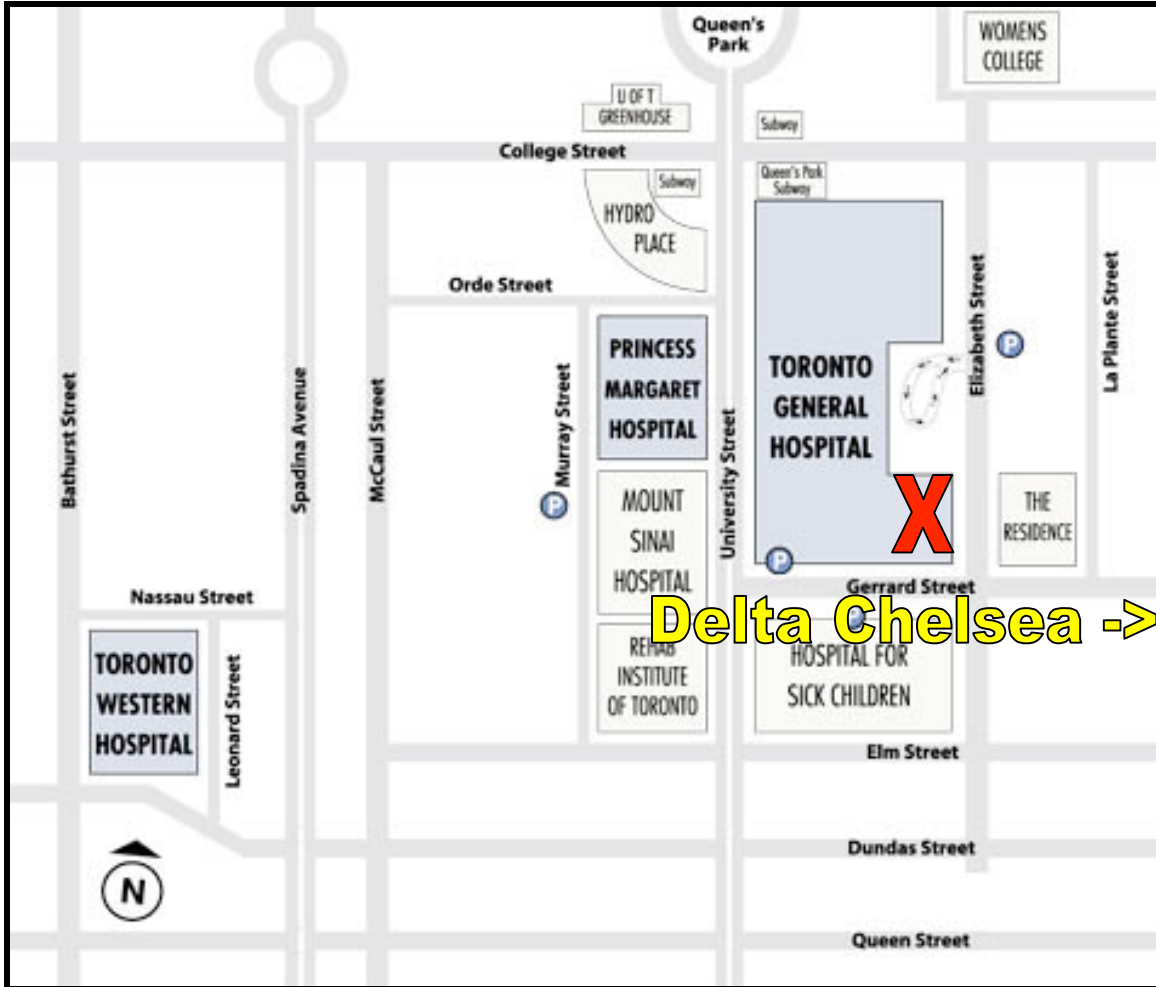 Queen's
Park
WOMENS
COLLEGE
U OF T
GREENHOUSE
Subway
College Street
Subway
Queen's Park
Subway
HYDRO
PLACE
Orde Street
Elizabeth Street
La Plante Street
P
PRINCESS
MARGARET
HOSPITAL
TORONTO
GENERAL
HOSPITAL
Bathurst Street
Spadina Avenue
McCaul Street
Murray Street
University Street
P
MOUNT
SINAI
HOSPITAL
X
THE
RESIDENCE
P
Gerrard Street
Nassau Street
Delta Chelsea ->
P
TORONTO
WESTERN
HOSPITAL
Leonard Street
REHAB
INSTITUTE
OF TORONTO
HOSPITAL FOR
SICK CHILDREN
Elm Street
Dundas Street
N
Queen Street